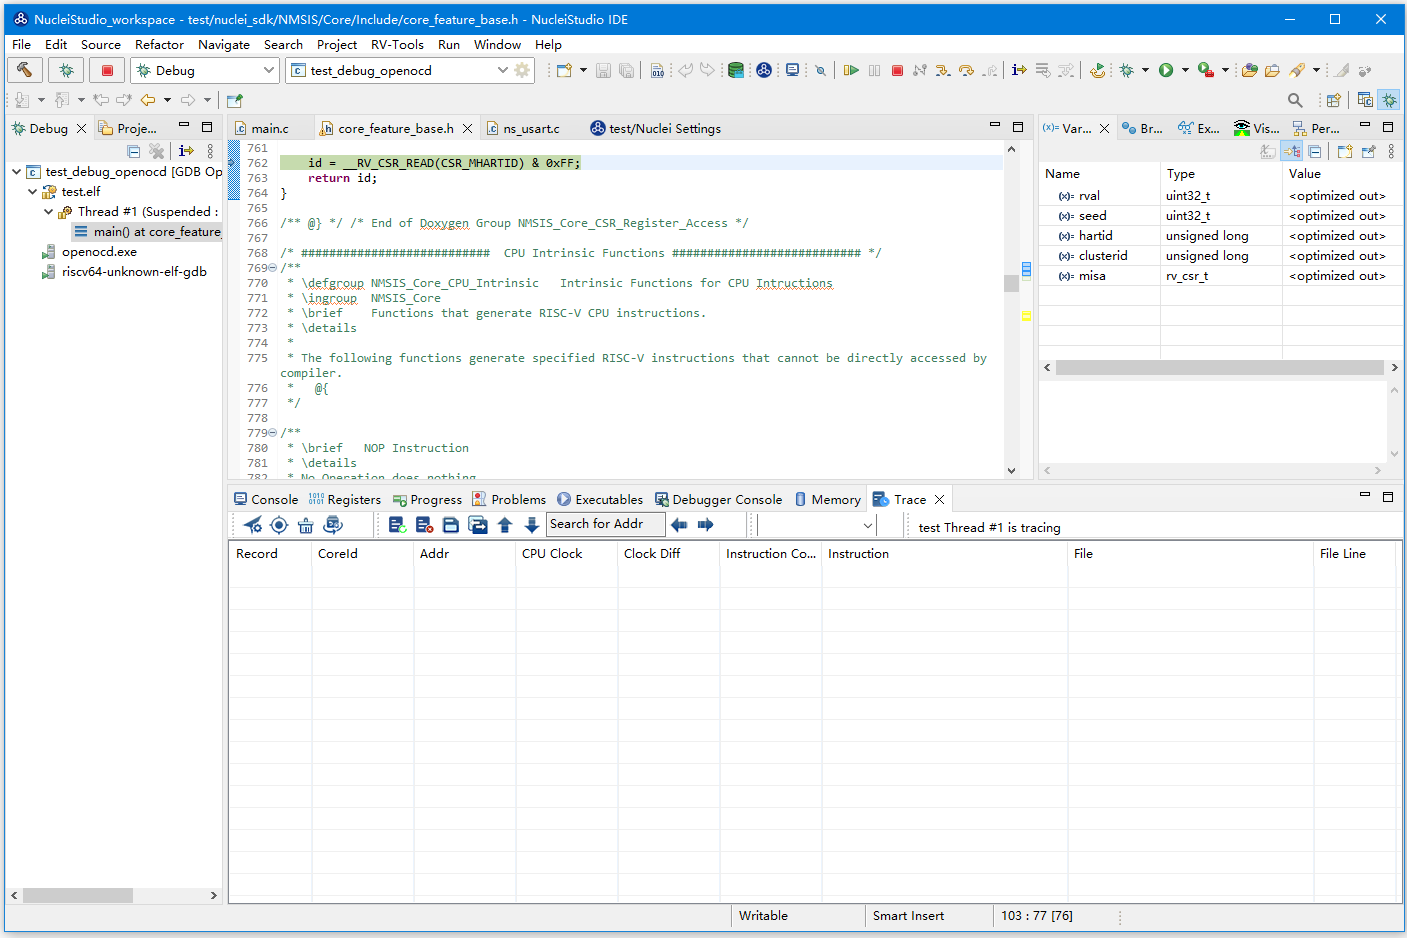 NucleiStudio_workspace - test/nuclei_sdk/NMSIS/Core/Include/core_feature_base.h - NucleiStudio IDE
File Edit Source Refactor Navigate Search Project RV-Tools Run Window Help
Debug test_debug_openocd
Debug Proje...
test_debug_openocd [GDB Op
test.elf
Thread #1 (Suspended :
main() at core_feature_
openocd.exe
riscv64-unknown-elf-gdb
main.c core_feature_base.h ns_usart.c test/Nuclei Settings
761
762 id = __RV_CSR_READ(CSR_MHARTID) & 0xFF;
763 return id;
764 }
765
766 /** @} */ /* End of Doxygen Group NMSIS_Core_CSR_Register_Access */
767
768 /* ########################### CPU Intrinsic Functions ########################### */
769 /**
770 * \defgroup NMSIS_Core_CPU_Intrinsic Intrinsic Functions for CPU Intructions
771 * \ingroup NMSIS_Core
772 * \brief Functions that generate RISC-V CPU instructions.
773 * \details
774 *
775 * The following functions generate specified RISC-V instructions that cannot be directly accessed by
compiler.
776 * @{
777 */
778
779 /**
780 * \brief NOP Instruction
781 * \details
782 * No Operation does nothing
(x)= Var... Br... Ex... Vis... Per...
Name Type Value
(x)= rval uint32_t <optimized out>
(x)= seed uint32_t <optimized out>
(x)= hartid unsigned long <optimized out>
(x)= clusterid unsigned long <optimized out>
(x)= misa rv_csr_t <optimized out>
Console Registers Progress Problems Executables Debugger Console Memory Trace
Search for Addr test Thread #1 is tracing
Record CoreId Addr CPU Clock Clock Diff Instruction Co... Instruction File File Line
Writable Smart Insert 103 : 77 [76]